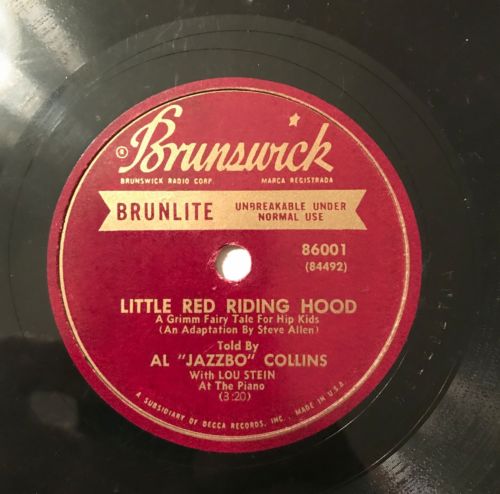 ® Brunswick
BRUNSWICK RADIO CORP. MARCA REGISTRADA
BRUNLITE UNBREAKABLE UNDER
NORMAL USE
86001
(84492)
LITTLE RED RIDING HOOD
A Grimm Fairy Tale For Hip Kids
(An Adaptation By Steve Allen)
Told By
AL "JAZZBO" COLLINS
With LOU STEIN
At The Piano
(3:20)
A SUBSIDIARY OF DECCA RECORDS, INC., MADE IN U.S.A.